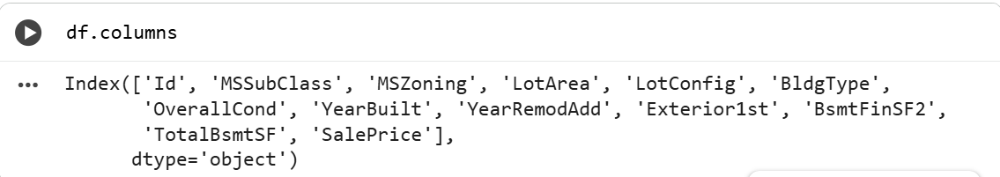 df.columns
Index(['Id', 'MSSubClass', 'MSZoning', 'LotArea', 'LotConfig', 'BldgType',
       'OverallCond', 'YearBuilt', 'YearRemodAdd', 'Exterior1st', 'BsmtFinSF2',
       'TotalBsmtSF', 'SalePrice'],
      dtype='object')